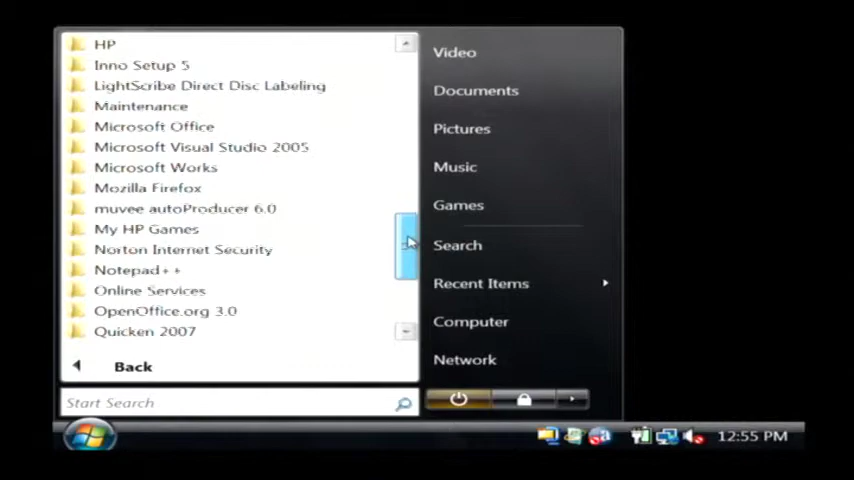 HP
Inno Setup 5
LightScribe Direct Disc Labeling
Maintenance
Microsoft Office
Microsoft Visual Studio 2005
Microsoft Works
Mozilla Firefox
muvee autoProducer 6.0
My HP Games
Norton Internet Security
Notepad++
Online Services
OpenOffice.org 3.0
Quicken 2007
Back
Start Search
Video
Documents
Pictures
Music
Games
Search
Recent Items
Computer
Network
12:55 PM